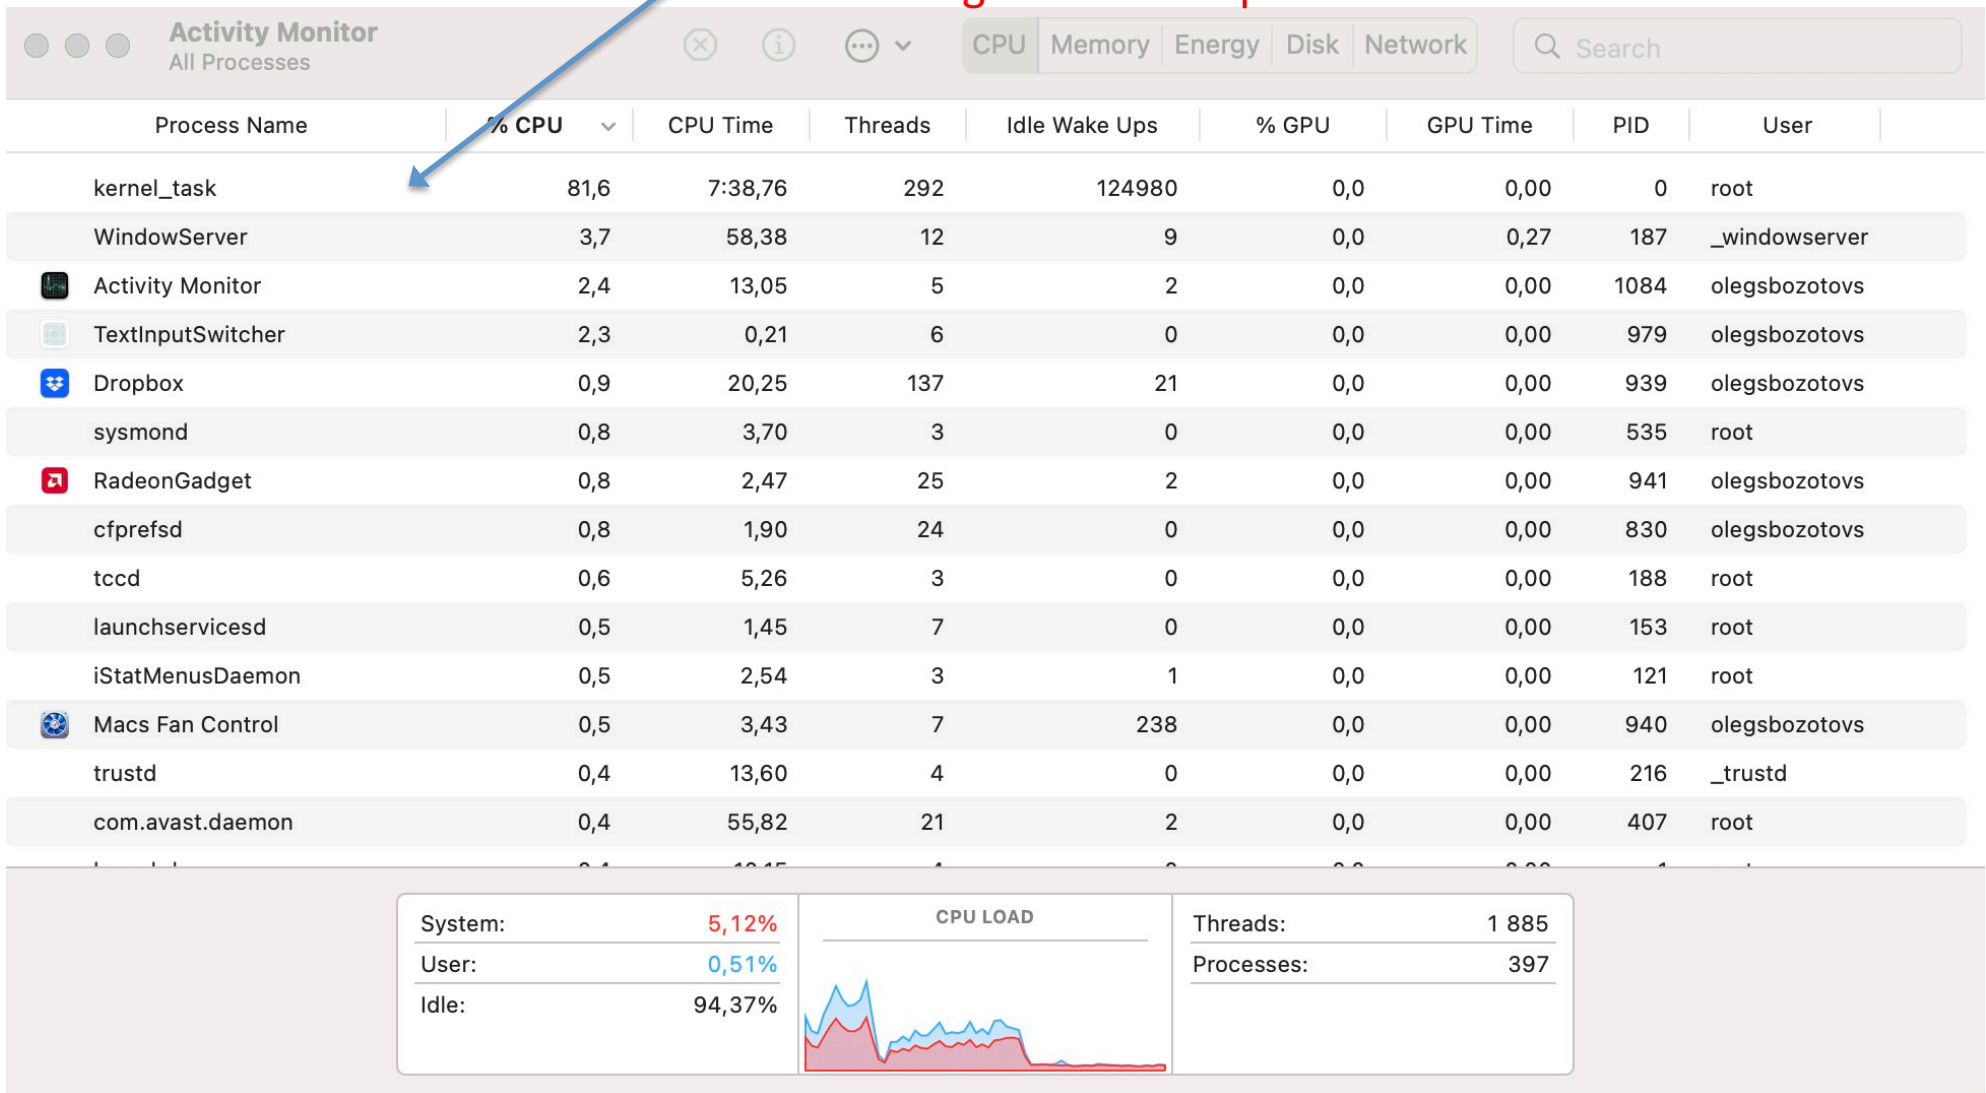 Activity Monitor
All Processes
CPU Memory Energy Disk Network Search
Process Name % CPU CPU Time Threads Idle Wake Ups % GPU GPU Time PID User
kernel_task 81,6 7:38,76 292 124980 0,0 0,00 0 root
WindowServer 3,7 58,38 12 9 0,0 0,27 187 _windowserver
Activity Monitor 2,4 13,05 5 2 0,0 0,00 1084 olegsbozotovs
TextInputSwitcher 2,3 0,21 6 0 0,0 0,00 979 olegsbozotovs
Dropbox 0,9 20,25 137 21 0,0 0,00 939 olegsbozotovs
sysmond 0,8 3,70 3 0 0,0 0,00 535 root
RadeonGadget 0,8 2,47 25 2 0,0 0,00 941 olegsbozotovs
cfprefsd 0,8 1,90 24 0 0,0 0,00 830 olegsbozotovs
tccd 0,6 5,26 3 0 0,0 0,00 188 root
launchservicesd 0,5 1,45 7 0 0,0 0,00 153 root
iStatMenusDaemon 0,5 2,54 3 1 0,0 0,00 121 root
Macs Fan Control 0,5 3,43 7 238 0,0 0,00 940 olegsbozotovs
trustd 0,4 13,60 4 0 0,0 0,00 216 _trustd
com.avast.daemon 0,4 55,82 21 2 0,0 0,00 407 root
System: 5,12%
User: 0,51%
Idle: 94,37%
CPU LOAD
Threads: 1 885
Processes: 397